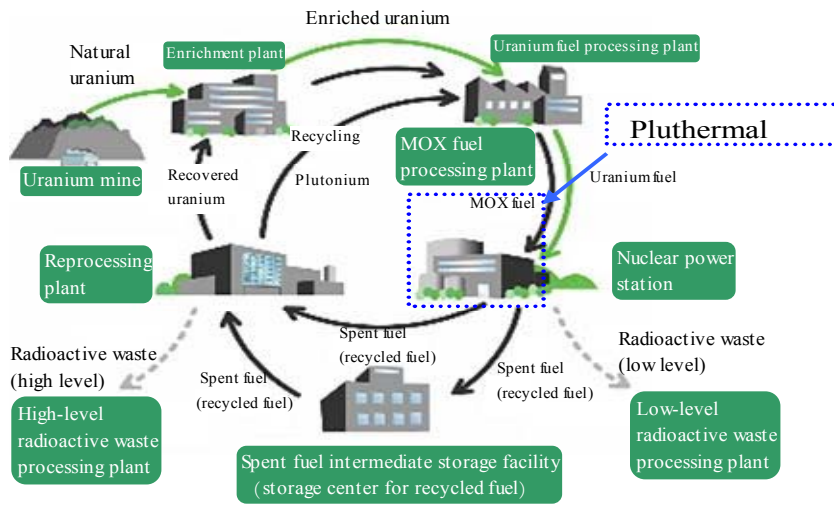 Enriched uranium
Natural
uranium
Enrichment plant
Uranium fuel processing plant
Pluthermal
Recycling
MOX fuel
processing plant
Uranium mine
Recovered
uranium
Plutonium
Uranium fuel
MOX fuel
Reprocessing
plant
Nuclear power
station
Spent fuel
(recycled fuel)
Radioactive waste
(high level)
Radioactive waste
(low level)
Spent fuel
(recycled fuel)
Spent fuel
(recycled fuel)
High-level
radioactive waste
processing plant
Low-level
radioactive waste
processing plant
Spent fuel intermediate storage facility
(storage center for recycled fuel)